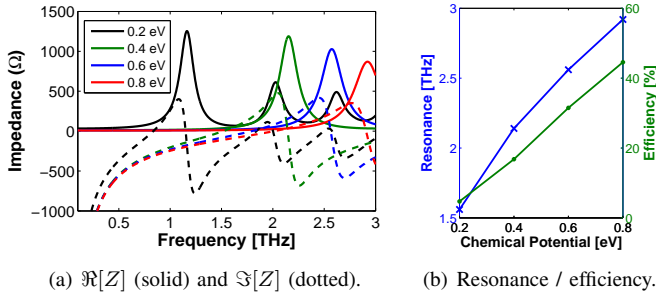 1500
1000
500
0
-500
-1000
Impedance (Ω)
0.2 eV
0.4 eV
0.6 eV
0.8 eV
0.5 1 1.5 2 2.5 3
Frequency [THz]
(a) ℜ[Z] (solid) and ℑ[Z] (dotted).
3
2.5
2
1.5
Resonance [THz]
60
40
20
0
Efficiency [%]
0.2 0.4 0.6 0.8
Chemical Potential [eV]
(b) Resonance / efficiency.